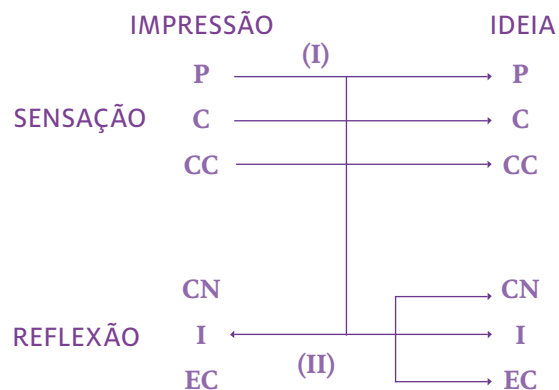 IMPRESSÃO IDEIA
(I)
P P
SENSAÇÃO C C
CC CC
CN CN
REFLEXÃO I I
(II)
EC EC